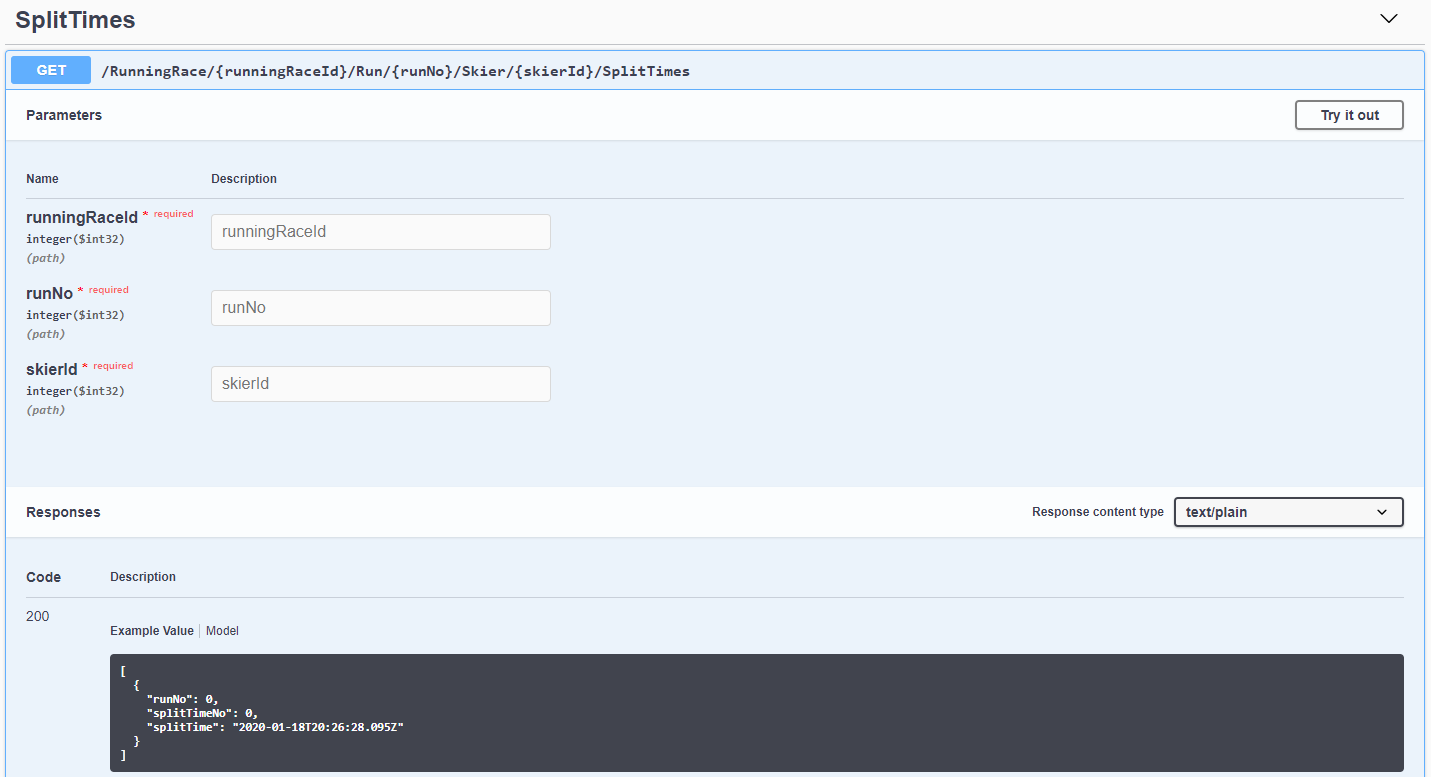 SplitTimes
GET /RunningRace/{runningRaceId}/Run/{runNo}/Skier/{skierId}/SplitTimes
Parameters
Try it out
Name Description
runningRaceId * required
integer($int32)
(path)
runningRaceId
runNo * required
integer($int32)
(path)
runNo
skierId * required
integer($int32)
(path)
skierId
Responses
Response content type text/plain
Code Description
200
Example Value Model
[
  {
    "runNo": 0,
    "splitTimeNo": 0,
    "splitTime": "2020-01-18T20:26:28.095Z"
  }
]